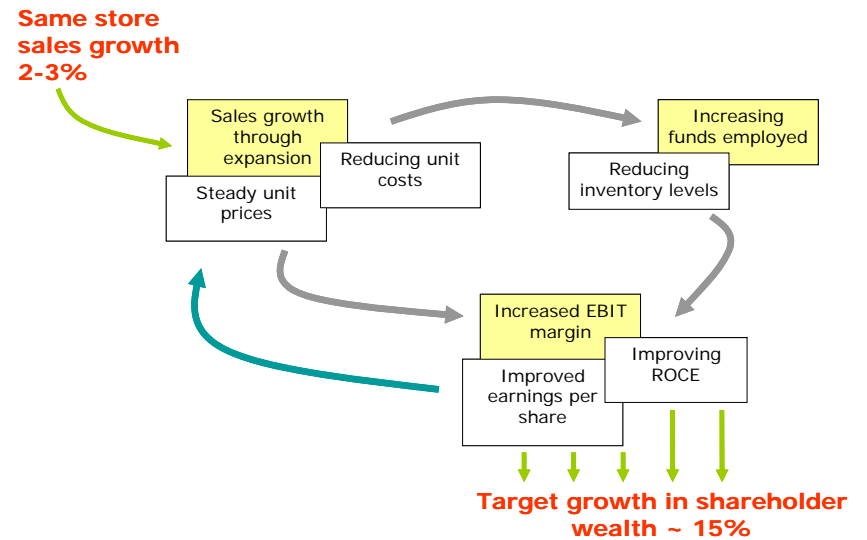 Same store
sales growth
2-3%
Sales growth
through
expansion
Reducing unit
costs
Steady unit
prices
Increasing
funds employed
Reducing
inventory levels
Increased EBIT
margin
Improving
ROCE
Improved
earnings per
share
Target growth in shareholder
wealth ~ 15%